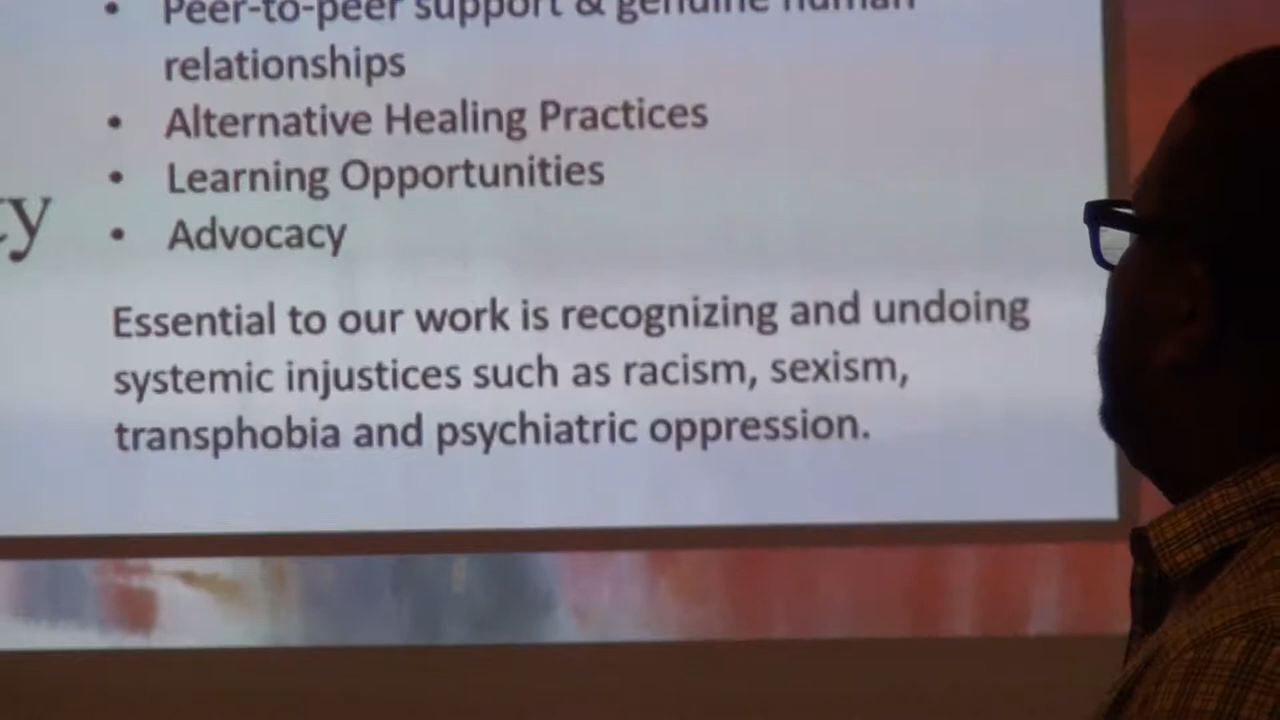 • Peer-to-peer support & genuine human
relationships
• Alternative Healing Practices
• Learning Opportunities
ty
• Advocacy
Essential to our work is recognizing and undoing
systemic injustices such as racism, sexism,
transphobia and psychiatric oppression.